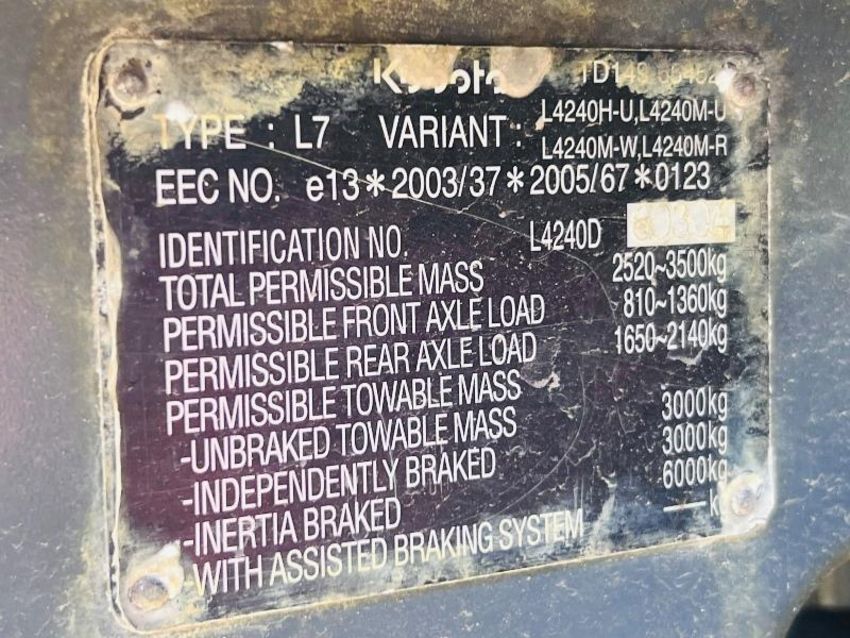 Kubota
TYPE : L7 VARIANT : L4240H-U,L4240M-U
L4240M-W,L4240M-R
EEC NO. e13*2003/37*2005/67*0123
IDENTIFICATION NO. L4240D
TOTAL PERMISSIBLE MASS 2520~3500kg
PERMISSIBLE FRONT AXLE LOAD 810~1360kg
PERMISSIBLE REAR AXLE LOAD 1650~2140kg
PERMISSIBLE TOWABLE MASS
-UNBRAKED TOWABLE MASS 3000kg
-INDEPENDENTLY BRAKED 3000kg
-INERTIA BRAKED 6000kg
-WITH ASSISTED BRAKING SYSTEM —k